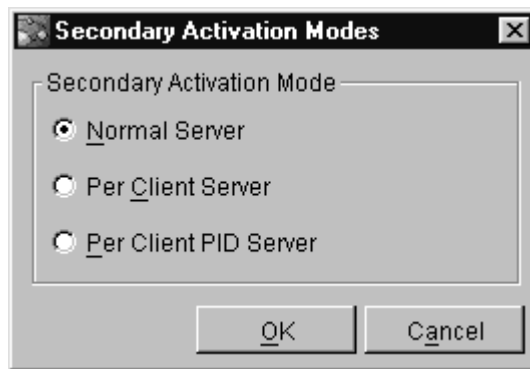 Secondary Activation Modes
Secondary Activation Mode
Normal Server
Per Client Server
Per Client PID Server
OK
Cancel